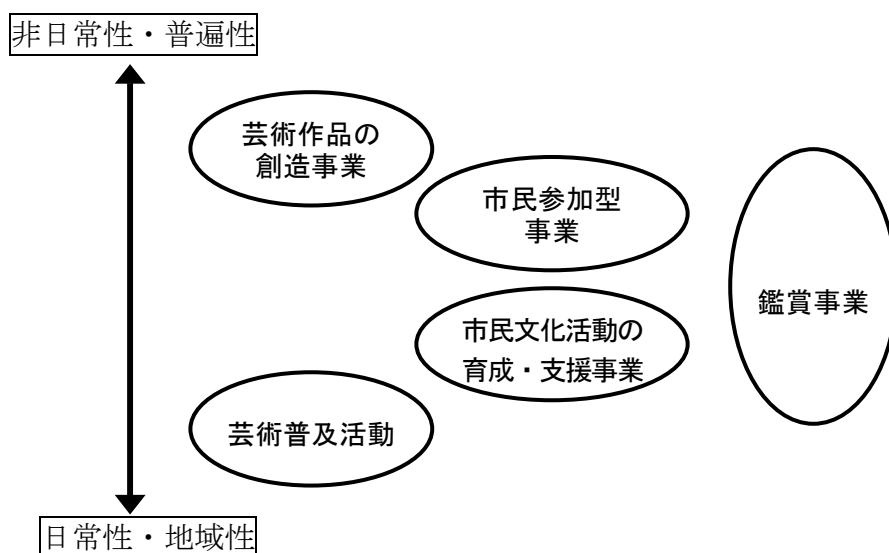 非日常性・普遍性
芸術作品の
創造事業
市民参加型
事業
鑑賞事業
市民文化活動の
育成・支援事業
芸術普及活動
日常性・地域性